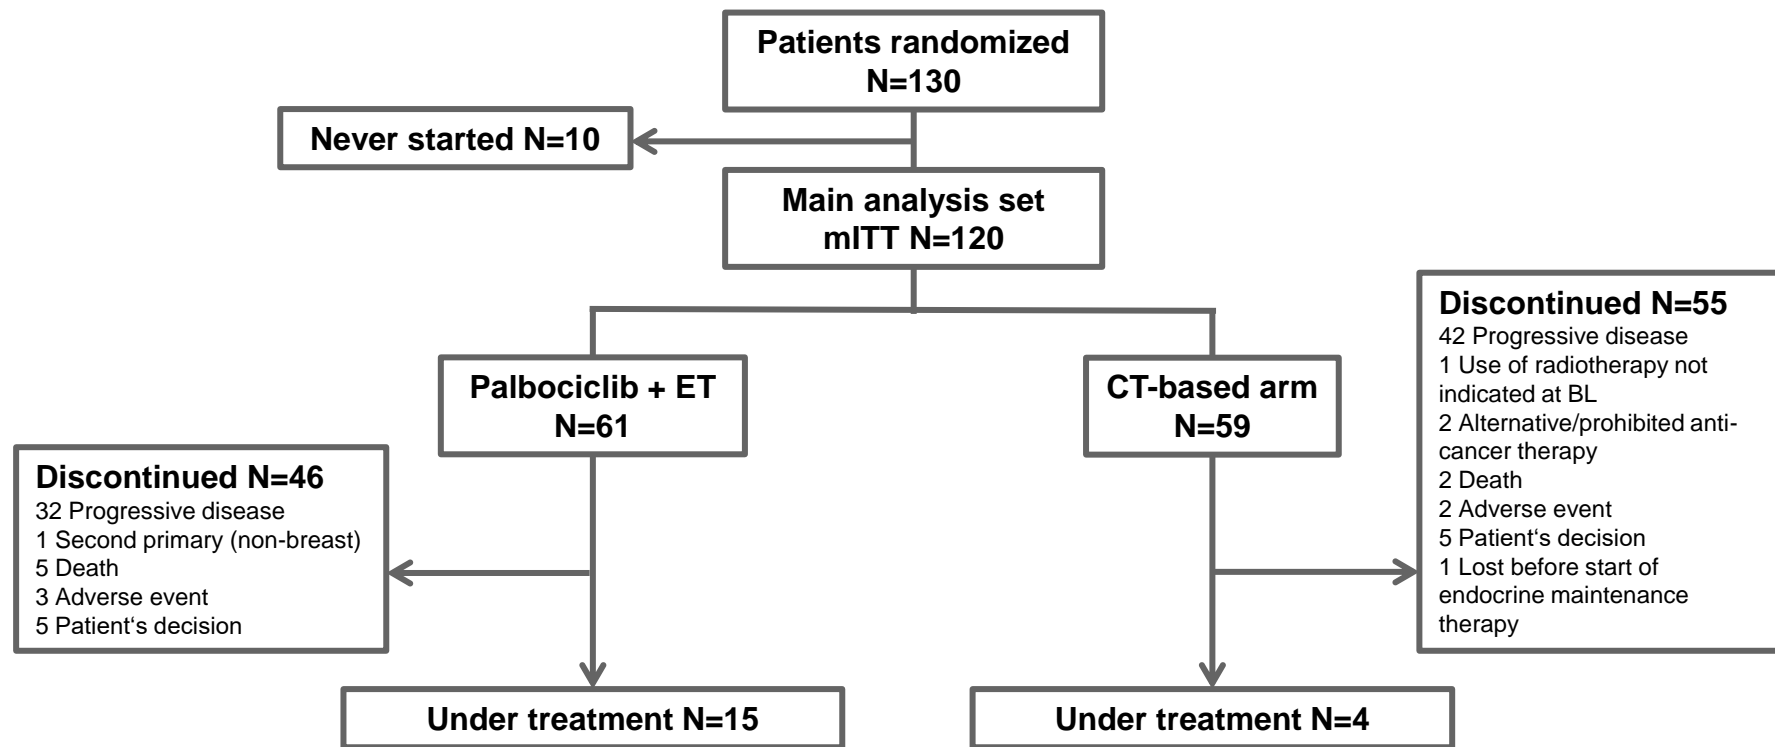 Patients randomized
N=130
Never started N=10
Main analysis set
mITT N=120
Palbociclib + ET
N=61
CT-based arm
N=59
Discontinued N=46
32 Progressive disease
1 Second primary (non-breast)
5 Death
3 Adverse event
5 Patient‘s decision
Discontinued N=55
42 Progressive disease
1 Use of radiotherapy not
indicated at BL
2 Alternative/prohibited anti-
cancer therapy
2 Death
2 Adverse event
5 Patient‘s decision
1 Lost before start of
endocrine maintenance
therapy
Under treatment N=15
Under treatment N=4